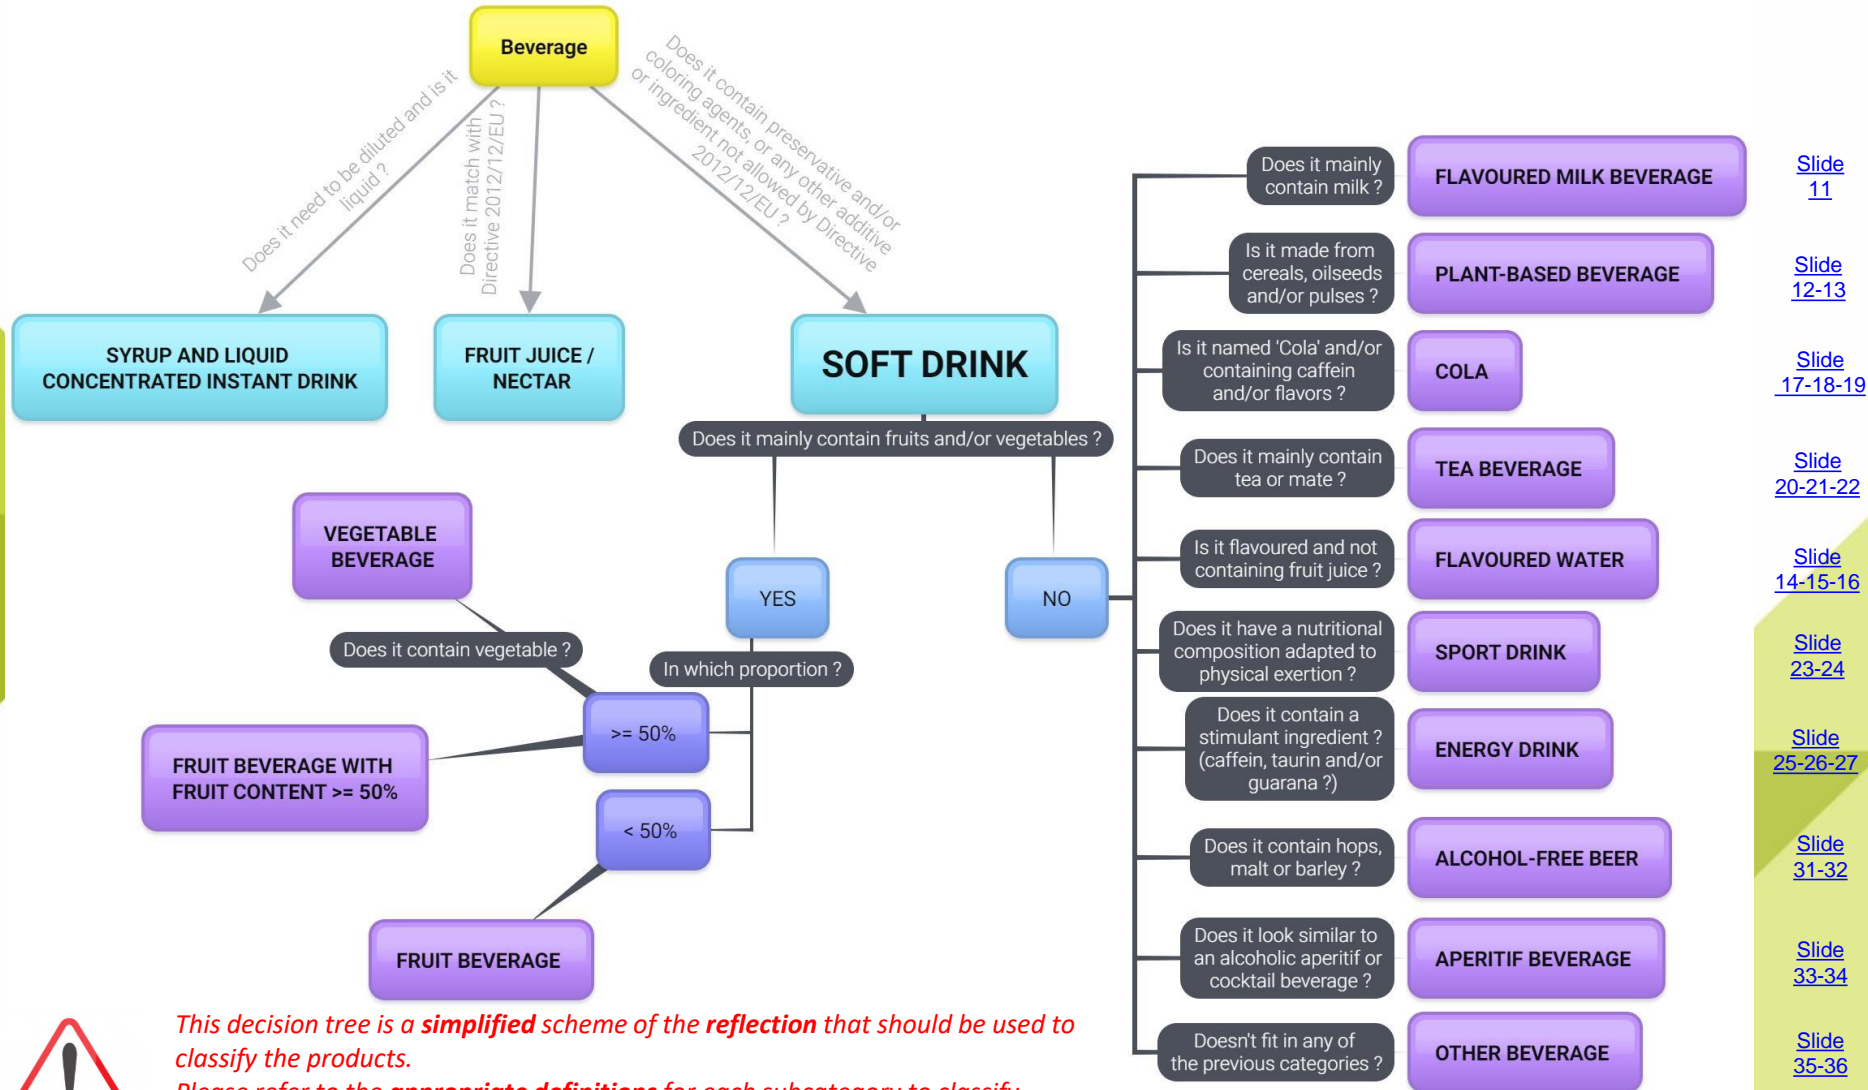 Beverage
Does it need to be diluted and is it
liquid ?
Does it match with
Directive 2012/12/EU ?
Does it contain preservative and/or
coloring agents, or any other additive
or ingredient not allowed by Directive
2012/12/EU ?
SYRUP AND LIQUID
CONCENTRATED INSTANT DRINK
FRUIT JUICE /
NECTAR
SOFT DRINK
Does it mainly contain fruits and/or vegetables ?
YES
NO
VEGETABLE
BEVERAGE
Does it contain vegetable ?
In which proportion ?
>= 50%
FRUIT BEVERAGE WITH
FRUIT CONTENT >= 50%
< 50%
FRUIT BEVERAGE
Does it mainly
contain milk ?
FLAVOURED MILK BEVERAGE
Slide
11
Is it made from
cereals, oilseeds
and/or pulses ?
PLANT-BASED BEVERAGE
Slide
12-13
Is it named 'Cola' and/or
containing caffein
and/or flavors ?
COLA
Slide
17-18-19
Does it mainly contain
tea or mate ?
TEA BEVERAGE
Slide
20-21-22
Is it flavoured and not
containing fruit juice ?
FLAVOURED WATER
Slide
14-15-16
Does it have a nutritional
composition adapted to
physical exertion ?
SPORT DRINK
Slide
23-24
Does it contain a
stimulant ingredient ?
(caffein, taurin and/or
guarana ?)
ENERGY DRINK
Slide
25-26-27
Does it contain hops,
malt or barley ?
ALCOHOL-FREE BEER
Slide
31-32
Does it look similar to
an alcoholic aperitif or
cocktail beverage ?
APERITIF BEVERAGE
Slide
33-34
Doesn't fit in any of
the previous categories ?
OTHER BEVERAGE
Slide
35-36
This decision tree is a simplified scheme of the reflection that should be used to
classify the products.
Please refer to the appropriate definitions for each subcategory to classify